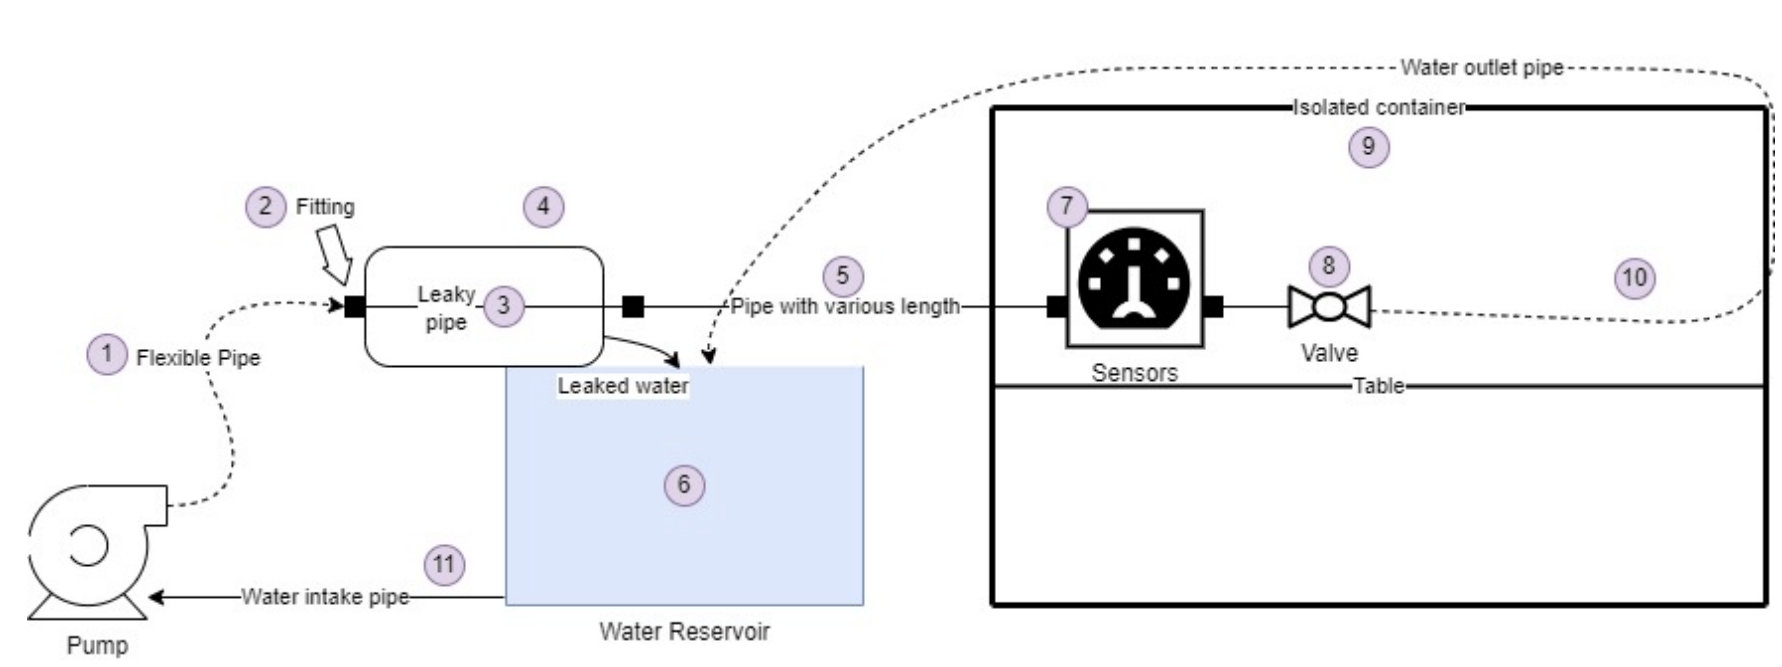 Water outlet pipe
Isolated container
9
2 Fitting
4
7
5
8
10
Leaky
pipe
3
Pipe with various length
1 Flexible Pipe
Valve
Sensors
Leaked water
Table
6
11
Water intake pipe
Water Reservoir
Pump